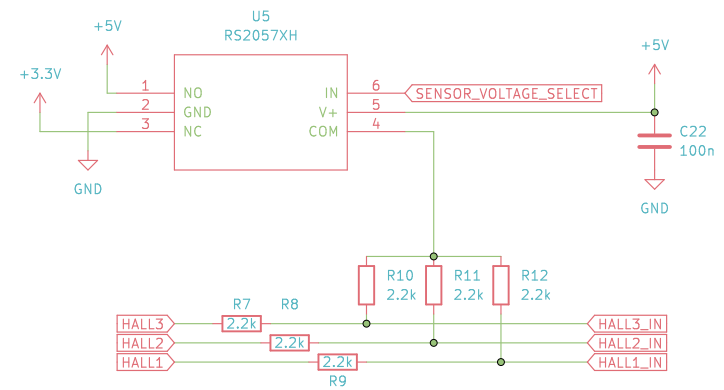 U5
RS2057XH
+5V
+5V
+3.3V
1 NO IN 6 SENSOR_VOLTAGE_SELECT
2 GND V+ 5
3 NC COM 4
C22
100n
GND
GND
R10 R11 R12
2.2k 2.2k 2.2k
R7 R8
HALL3 2.2k HALL3_IN
HALL2 2.2k HALL2_IN
HALL1 2.2k HALL1_IN
R9